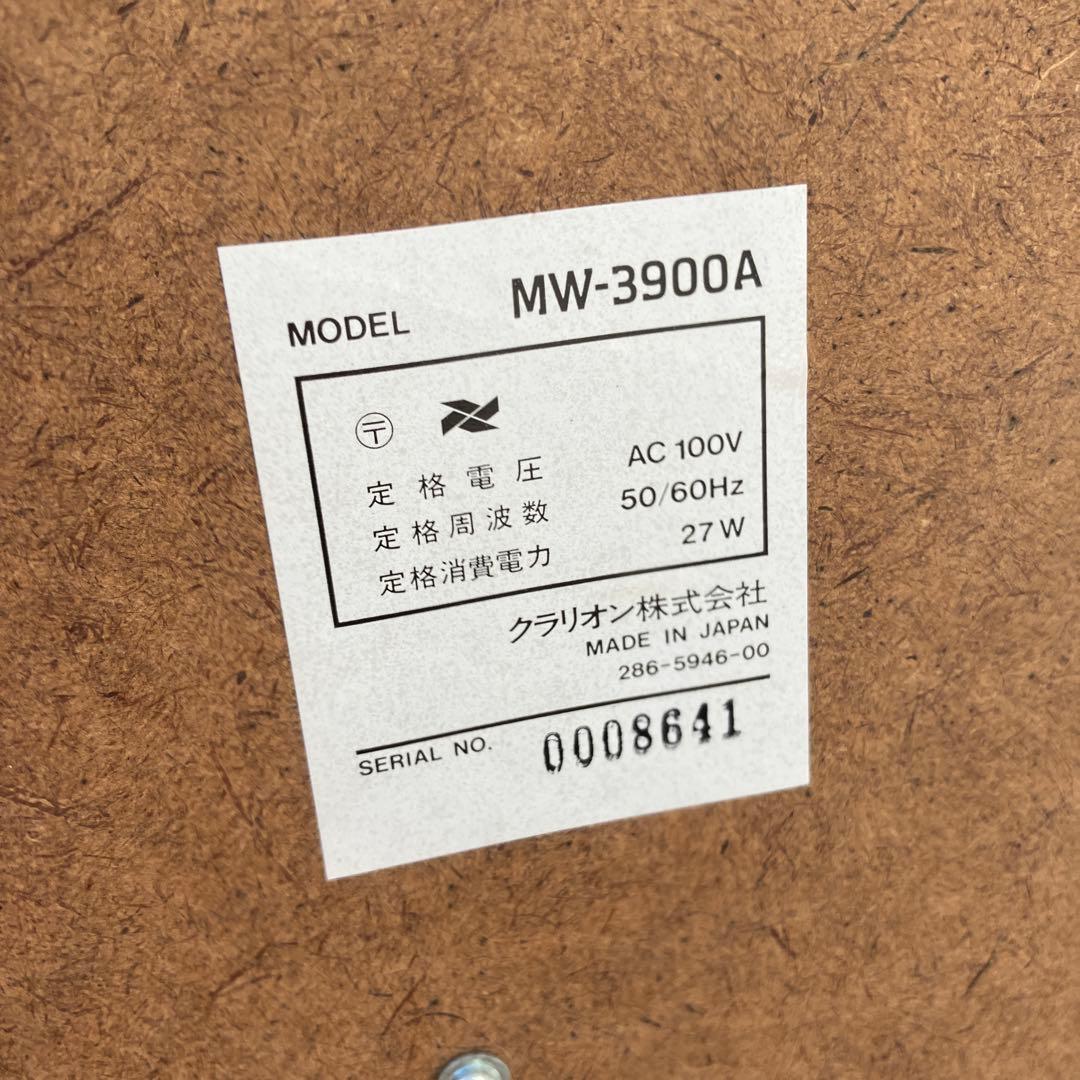 MODEL MW-3900A
〒
定格電圧 AC 100V
定格周波数 50/60Hz
定格消費電力 27W
クラリオン株式会社
MADE IN JAPAN
286-5946-00
SERIAL NO. 0008641